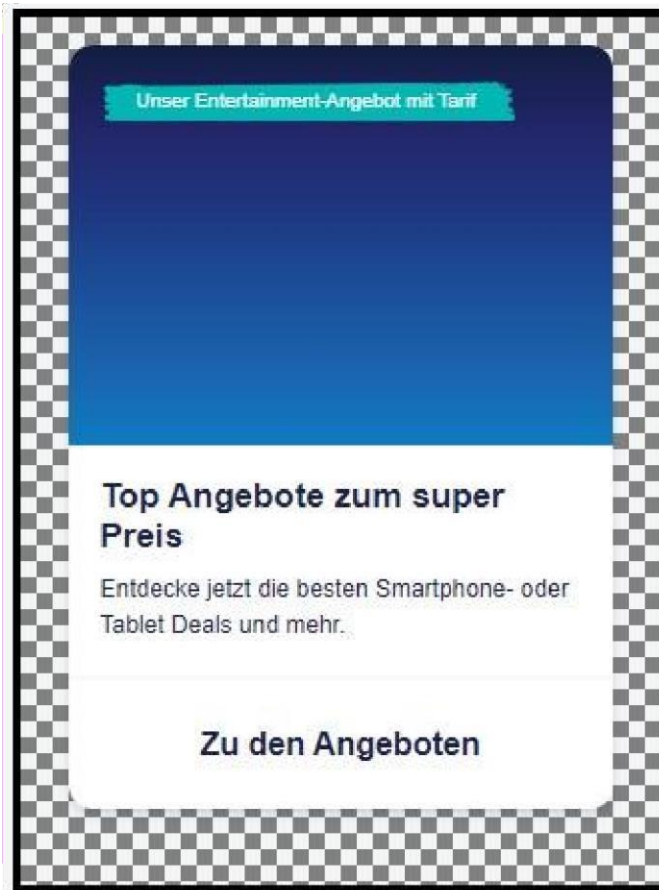 Unser Entertainment-Angebot mit Tarif
Top Angebote zum super
Preis
Entdecke jetzt die besten Smartphone- oder
Tablet Deals und mehr.
Zu den Angeboten